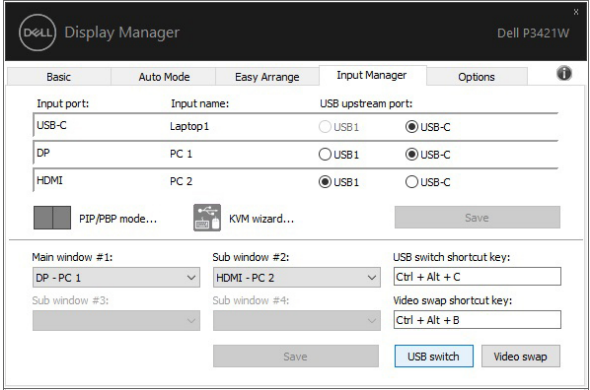 x
DELL Display Manager Dell P3421W
Basic Auto Mode Easy Arrange Input Manager Options i
Input port: Input name: USB upstream port:
USB-C Laptop1 USB1 USB-C
DP PC 1 USB1 USB-C
HDMI PC 2 USB1 USB-C
PIP/PBP mode... KVM wizard... Save
Main window #1: Sub window #2: USB switch shortcut key:
DP - PC 1 HDMI - PC 2 Ctrl + Alt + C
Sub window #3: Sub window #4: Video swap shortcut key:
Ctrl + Alt + B
Save USB switch Video swap